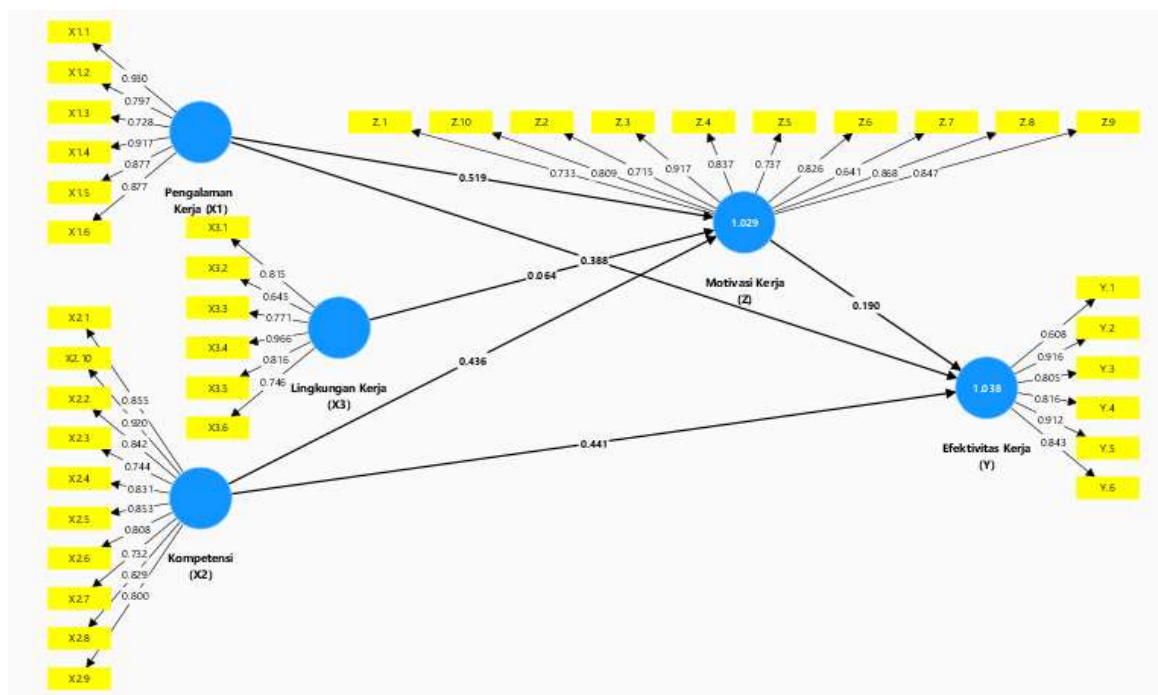 X1.1
X1.2
X1.3
X1.4
X1.5
X1.6
0.930
0.797
0.728
0.917
0.877
0.877
Pengalaman
Kerja (X1)
X3.1
X3.2
X3.3
X3.4
X3.5
X3.6
0.815
0.645
0.771
0.966
0.816
0.746
Lingkungan Kerja
(X3)
X2.1
X2.10
X2.2
X2.3
X2.4
X2.5
X2.6
X2.7
X2.8
X2.9
0.855
0.920
0.842
0.744
0.831
0.853
0.808
0.732
0.829
0.800
Kompetensi
(X2)
0.519
0.388
0.064
0.436
0.441
0.190
Z.1
Z.10
Z.2
Z.3
Z.4
Z.5
Z.6
Z.7
Z.8
Z.9
0.733
0.809
0.715
0.917
0.837
0.737
0.826
0.641
0.868
0.847
1.029
Motivasi Kerja
(Z)
Y.1
Y.2
Y.3
Y.4
Y.5
Y.6
0.608
0.916
0.805
0.816
0.912
0.843
1.038
Efektivitas Kerja
(Y)